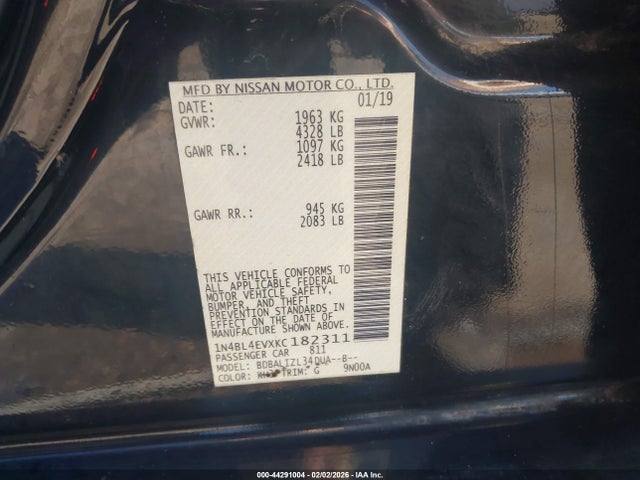 MFD BY NISSAN MOTOR CO., LTD.
DATE: 01/19
GVWR: 1963 KG
4328 LB
GAWR FR.: 1097 KG
2418 LB
GAWR RR.: 945 KG
2083 LB
THIS VEHICLE CONFORMS TO
ALL APPLICABLE FEDERAL
MOTOR VEHICLE SAFETY,
BUMPER, AND THEFT
PREVENTION STANDARDS IN
EFFECT ON THE DATE OF
MANUFACTURE SHOWN ABOVE.
1N4BL4EVXKC182311
PASSENGER CAR 811
MODEL: BDBALIZL34DUA--B--
COLOR: TRIM: G 9N00A
000-44291004 - 02/02/2026 - IAA Inc.